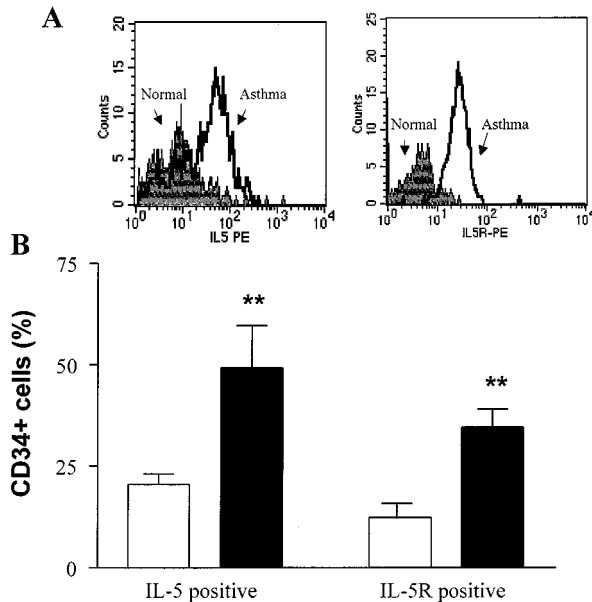 A
20
15
10
5
0
Counts
Normal
Asthma
10^0
10^1
10^2
10^3
10^4
IL5 PE
25
20
15
10
5
0
Counts
Normal
Asthma
10^0
10^1
10^2
10^3
10^4
IL5R-PE
B
CD34+ cells (%)
75
50
25
0
**
**
IL-5 positive
IL-5R positive